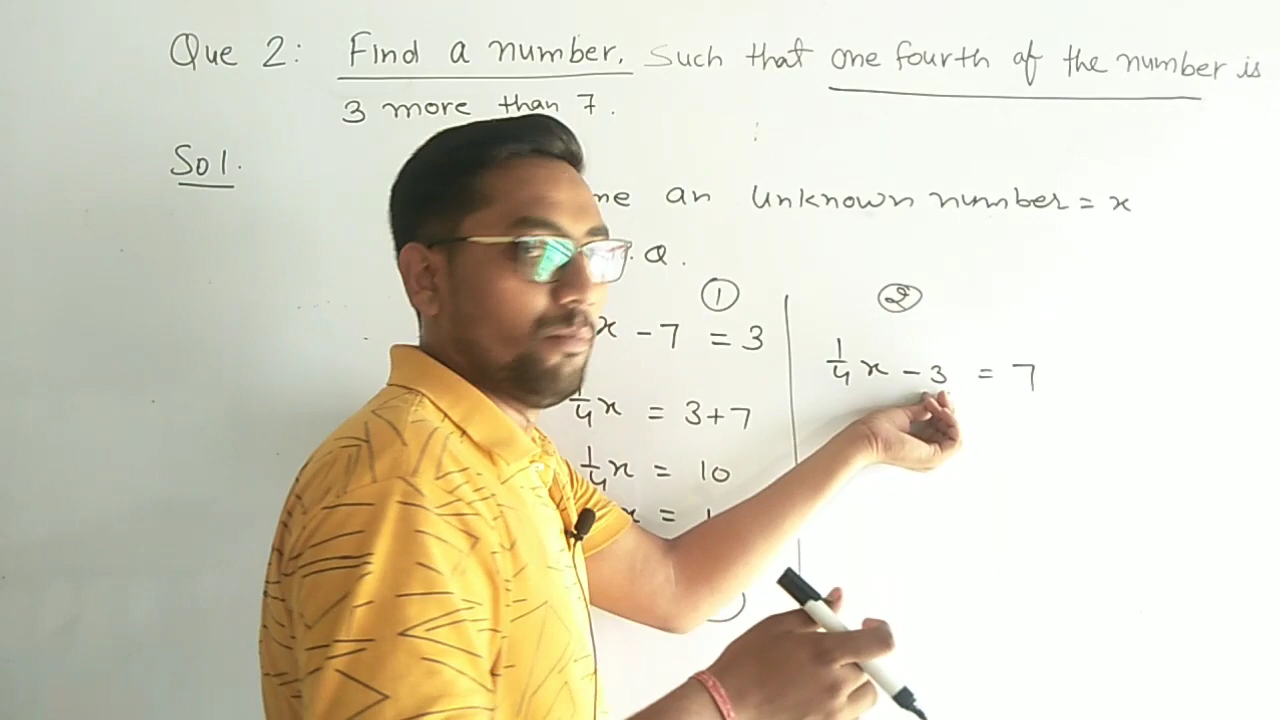 Que 2: Find a number, Such that one fourth of the number is
3 more than 7.
Sol.
an unknown number = x
Q.
①
x - 7 = 3
1/4 x = 3+7
1/4 x = 10
x =
②
1/4 x - 3 = 7